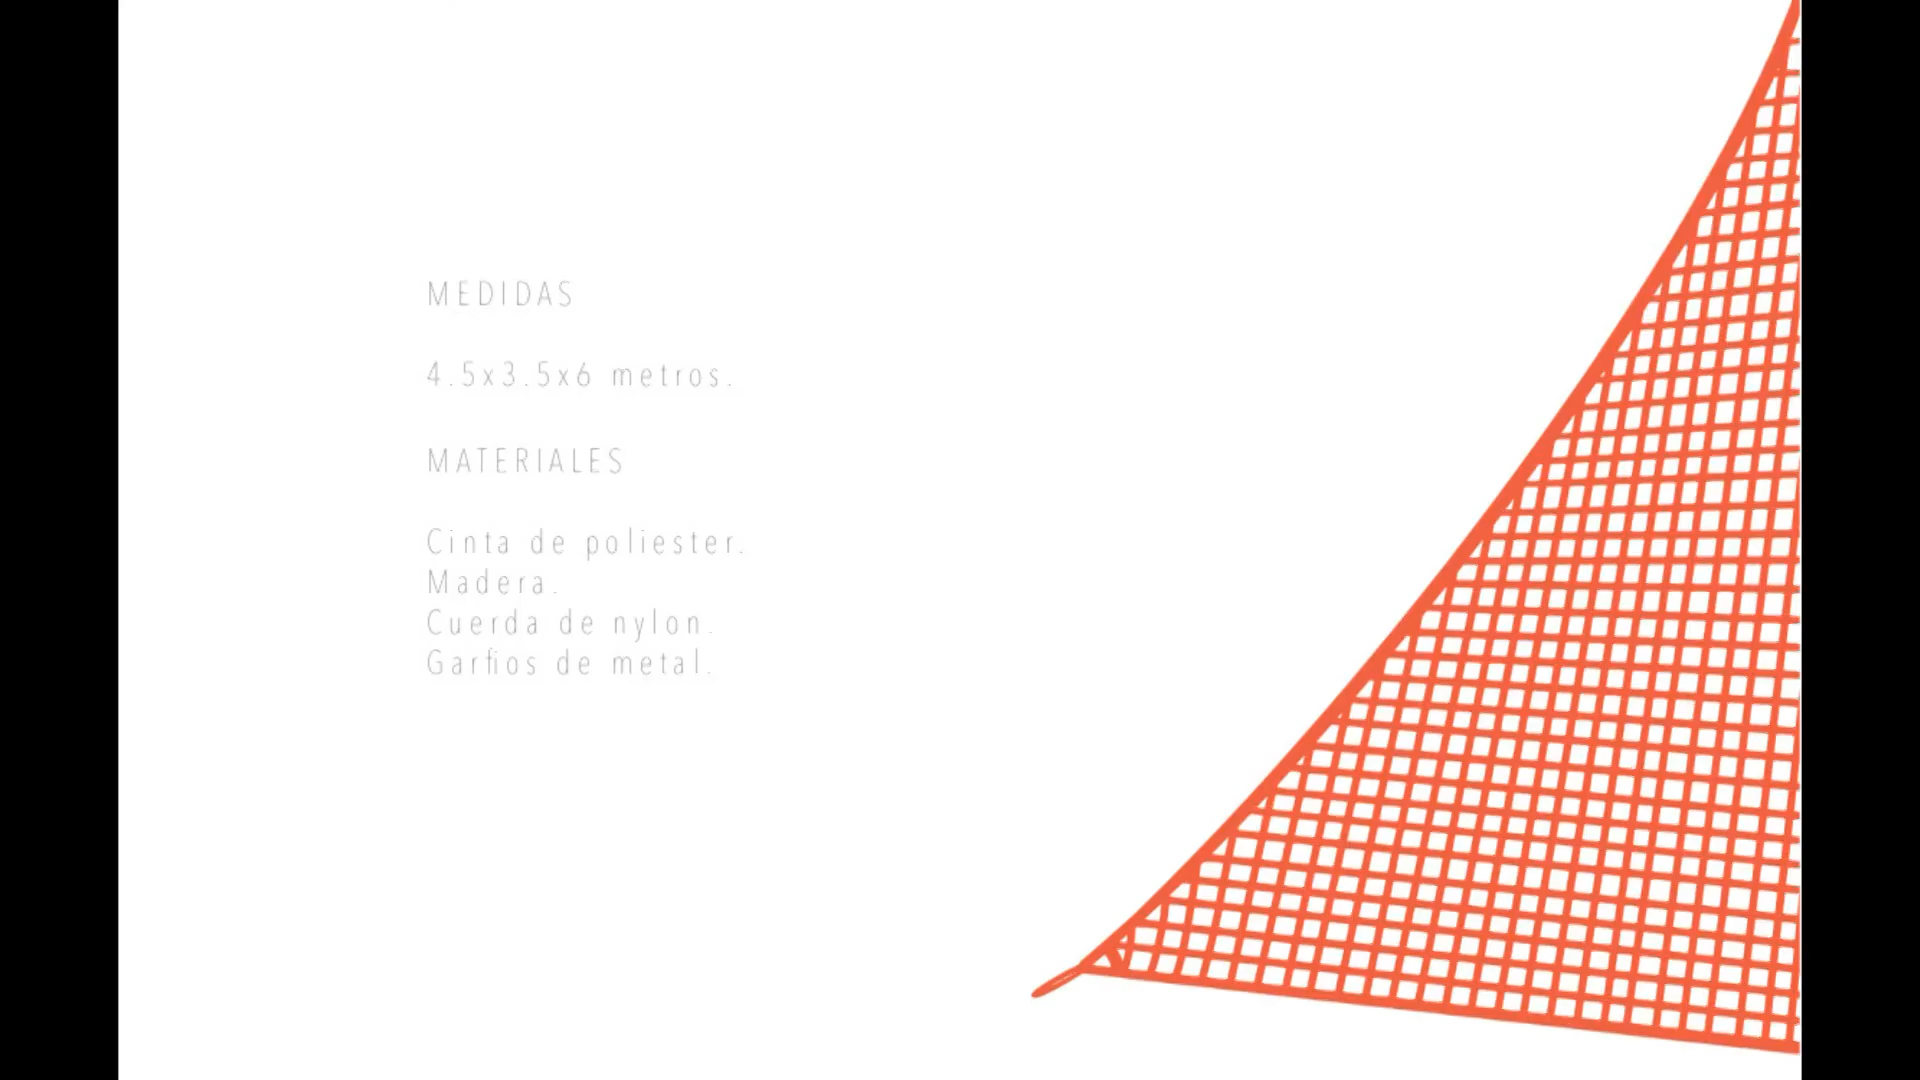 MEDIDAS
4.5x3.5x6 metros.
MATERIALES
Cinta de poliester.
Madera.
Cuerda de nylon.
Garfios de metal.